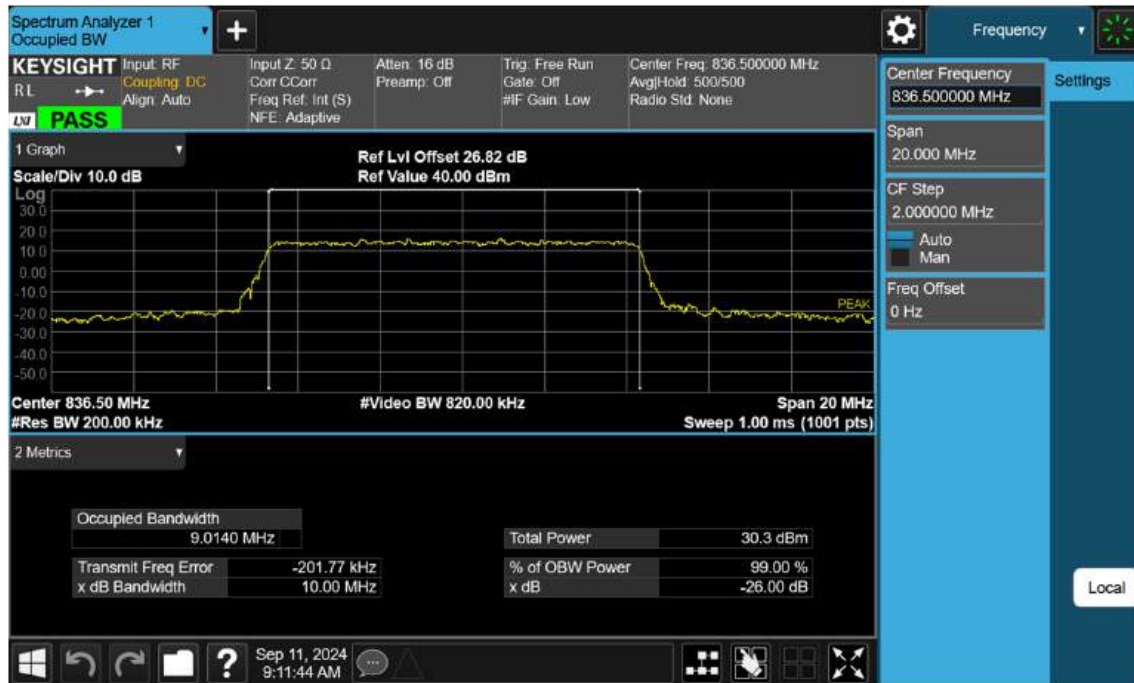 Spectrum Analyzer 1
Occupied BW
Frequency
KEYSIGHT
RL
LXI
PASS
Input: RF
Coupling: DC
Align: Auto
Input Z: 50 Ω
Corr CCorr
Freq Ref: Int (S)
NFE: Adaptive
Atten: 16 dB
Preamp: Off
Trig: Free Run
Gate: Off
#IF Gain: Low
Center Freq: 836.500000 MHz
Avg|Hold: 500/500
Radio Std: None
Center Frequency
836.500000 MHz
Settings
Span
20.000 MHz
CF Step
2.000000 MHz
Auto
Man
Freq Offset
0 Hz
1 Graph
Scale/Div 10.0 dB
Ref Lvl Offset 26.82 dB
Ref Value 40.00 dBm
Log
30.0
20.0
10.0
0.00
-10.0
-20.0
-30.0
-40.0
-50.0
PEAK
Center 836.50 MHz
#Video BW 820.00 kHz
Span 20 MHz
#Res BW 200.00 kHz
Sweep 1.00 ms (1001 pts)
2 Metrics
Occupied Bandwidth
9.0140 MHz
Total Power 30.3 dBm
Transmit Freq Error -201.77 kHz
% of OBW Power 99.00 %
x dB Bandwidth 10.00 MHz
x dB -26.00 dB
Local
Sep 11, 2024
9:11:44 AM